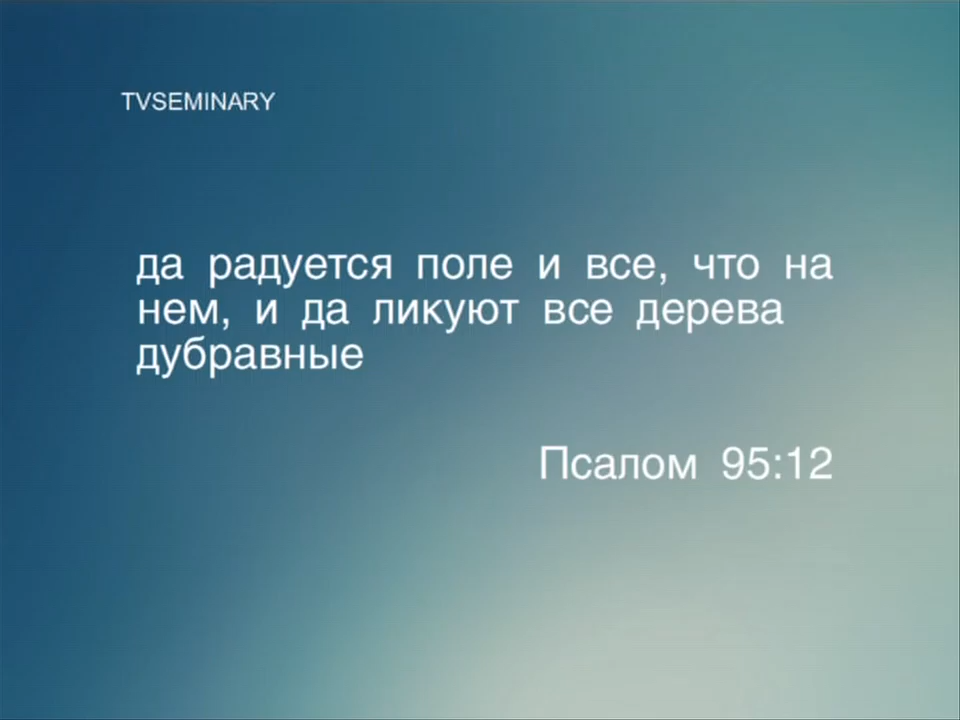 TVSEMINARY
да радуется поле и все, что на
нем, и да ликуют все дерева
дубравные
Псалом 95:12